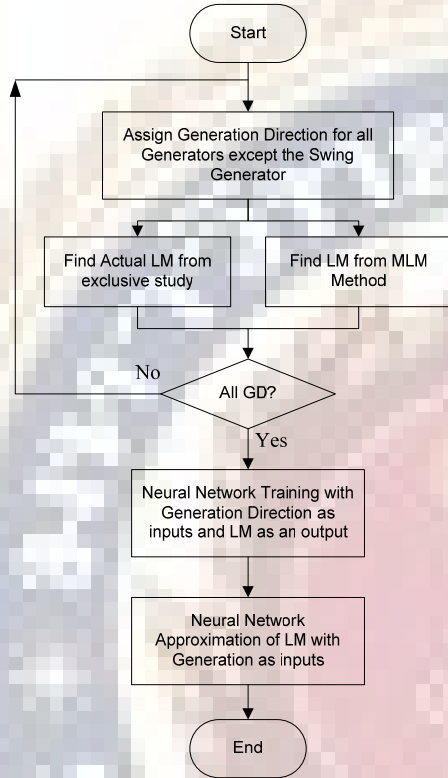 Start
Assign Generation Direction for all
Generators except the Swing
Generator
Find Actual LM from
exclusive study
Find LM from MLM
Method
No
All GD?
Yes
Neural Network Training with
Generation Direction as
inputs and LM as an output
Neural Network
Approximation of LM with
Generation as inputs
End